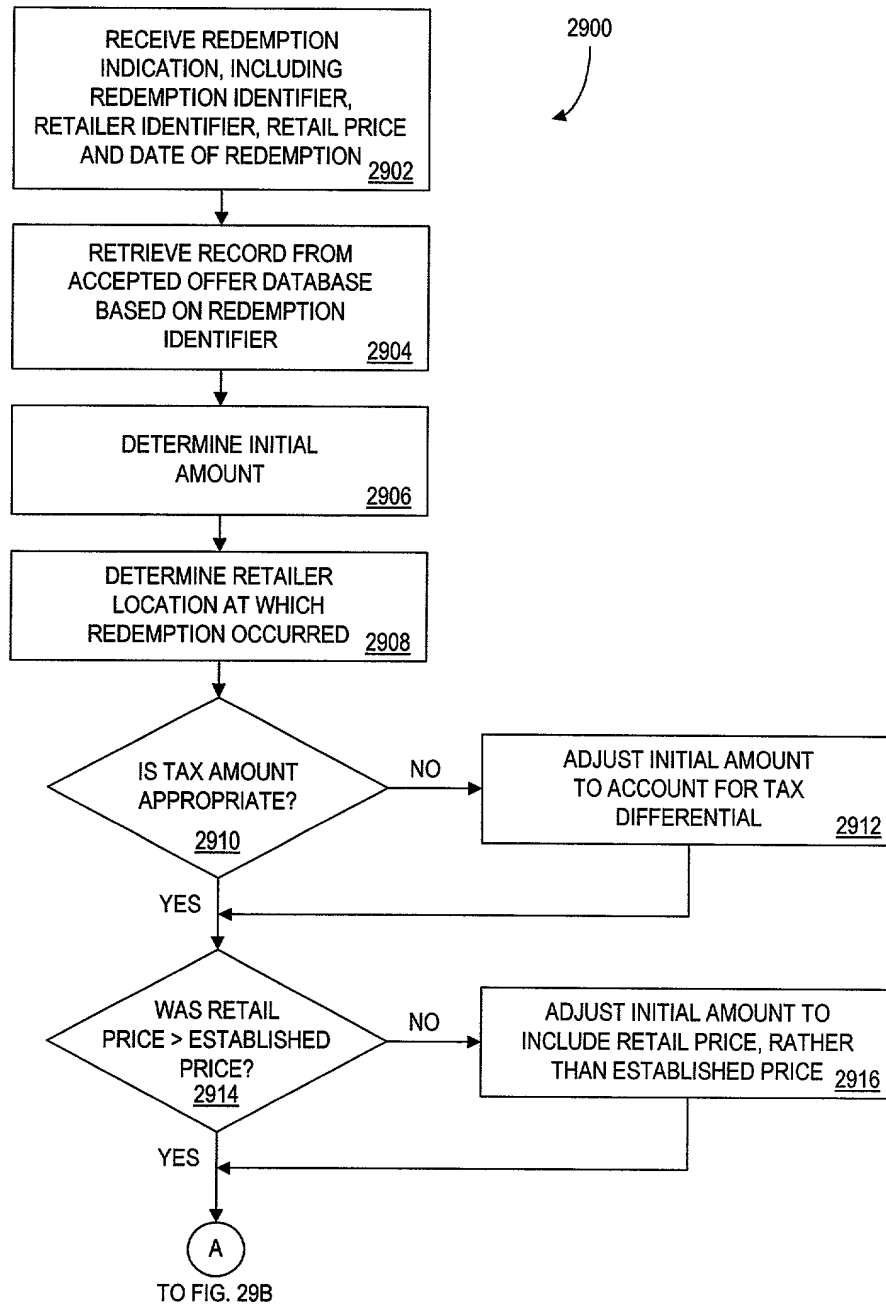 2900
RECEIVE REDEMPTION
INDICATION, INCLUDING
REDEMPTION IDENTIFIER,
RETAILER IDENTIFIER, RETAIL PRICE
AND DATE OF REDEMPTION
2902
RETRIEVE RECORD FROM
ACCEPTED OFFER DATABASE
BASED ON REDEMPTION
IDENTIFIER
2904
DETERMINE INITIAL
AMOUNT
2906
DETERMINE RETAILER
LOCATION AT WHICH
REDEMPTION OCCURRED
2908
IS TAX AMOUNT
APPROPRIATE?
2910
NO
ADJUST INITIAL AMOUNT
TO ACCOUNT FOR TAX
DIFFERENTIAL
2912
YES
WAS RETAIL
PRICE > ESTABLISHED
PRICE?
2914
NO
ADJUST INITIAL AMOUNT TO
INCLUDE RETAIL PRICE, RATHER
THAN ESTABLISHED PRICE
2916
YES
A
TO FIG. 29B